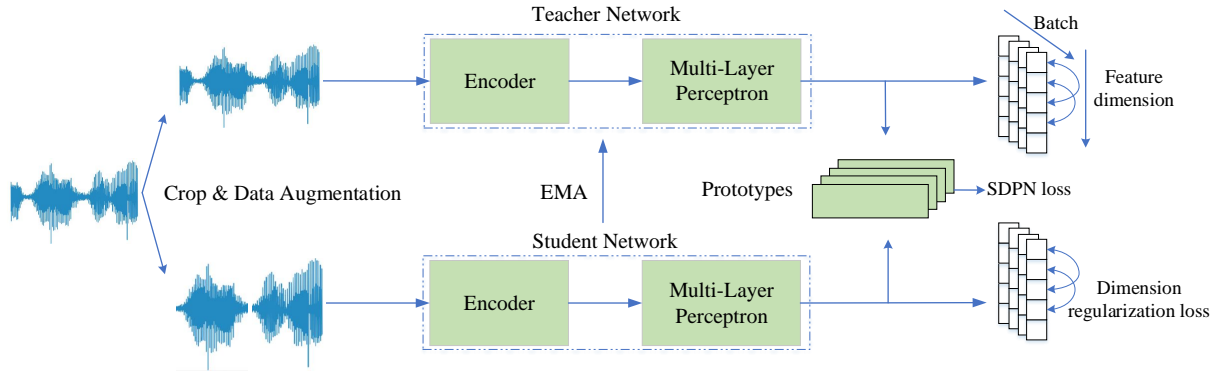 Teacher Network
Batch
Encoder
Multi-Layer
Perceptron
Feature
dimension
Crop & Data Augmentation
EMA
Prototypes
SDPN loss
Student Network
Encoder
Multi-Layer
Perceptron
Dimension
regularization loss